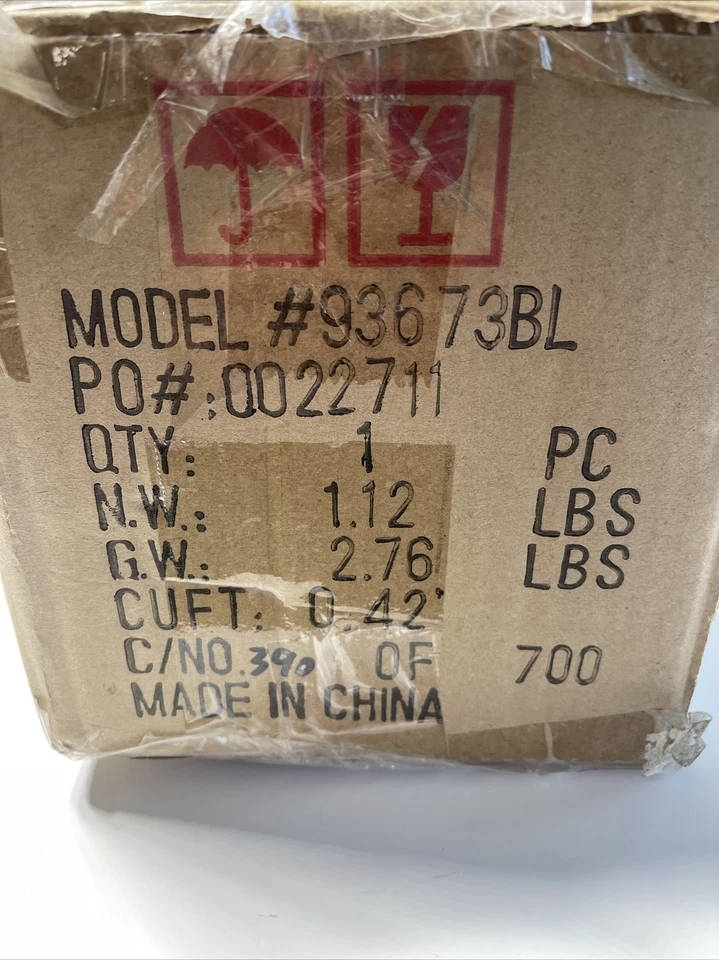 MODEL #93673BL
PO#.:0022711
QTY: 1 PC
N.W.: 1.12 LBS
G.W.: 2.76 LBS
CUFT: 0.42'
C/NO.390 OF 700
MADE IN CHINA